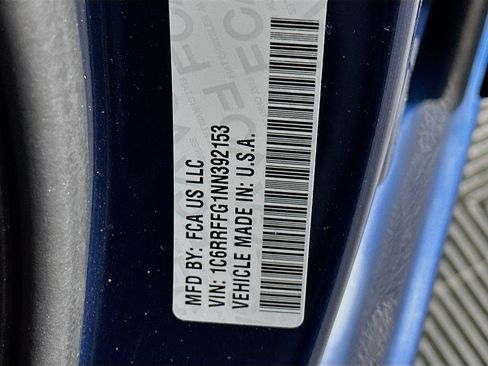 MFD BY: FCA US LLC
VIN: 1C6RRFFG1NN392153
VEHICLE MADE IN: U.S.A.